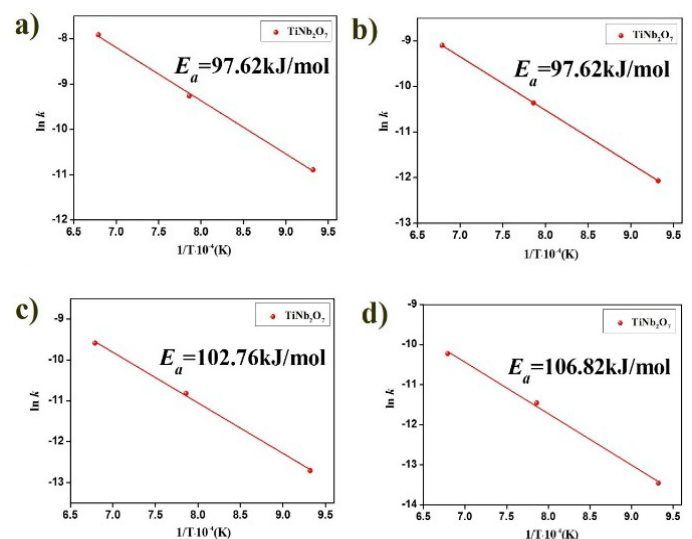 a)
TiNb₂O₇
Eₐ=97.62kJ/mol
ln k
-8
-9
-10
-11
-12
6.5 7.0 7.5 8.0 8.5 9.0 9.5
1/T·10⁻⁴(K)
b)
TiNb₂O₇
Eₐ=97.62kJ/mol
ln k
-9
-10
-11
-12
-13
6.5 7.0 7.5 8.0 8.5 9.0 9.5
1/T·10⁻⁴(K)
c)
TiNb₂O₇
Eₐ=102.76kJ/mol
ln k
-9
-10
-11
-12
-13
6.5 7.0 7.5 8.0 8.5 9.0 9.5
1/T·10⁻⁴(K)
d)
TiNb₂O₇
Eₐ=106.82kJ/mol
ln k
-9
-10
-11
-12
-13
-14
6.5 7.0 7.5 8.0 8.5 9.0 9.5
1/T·10⁻⁴(K)